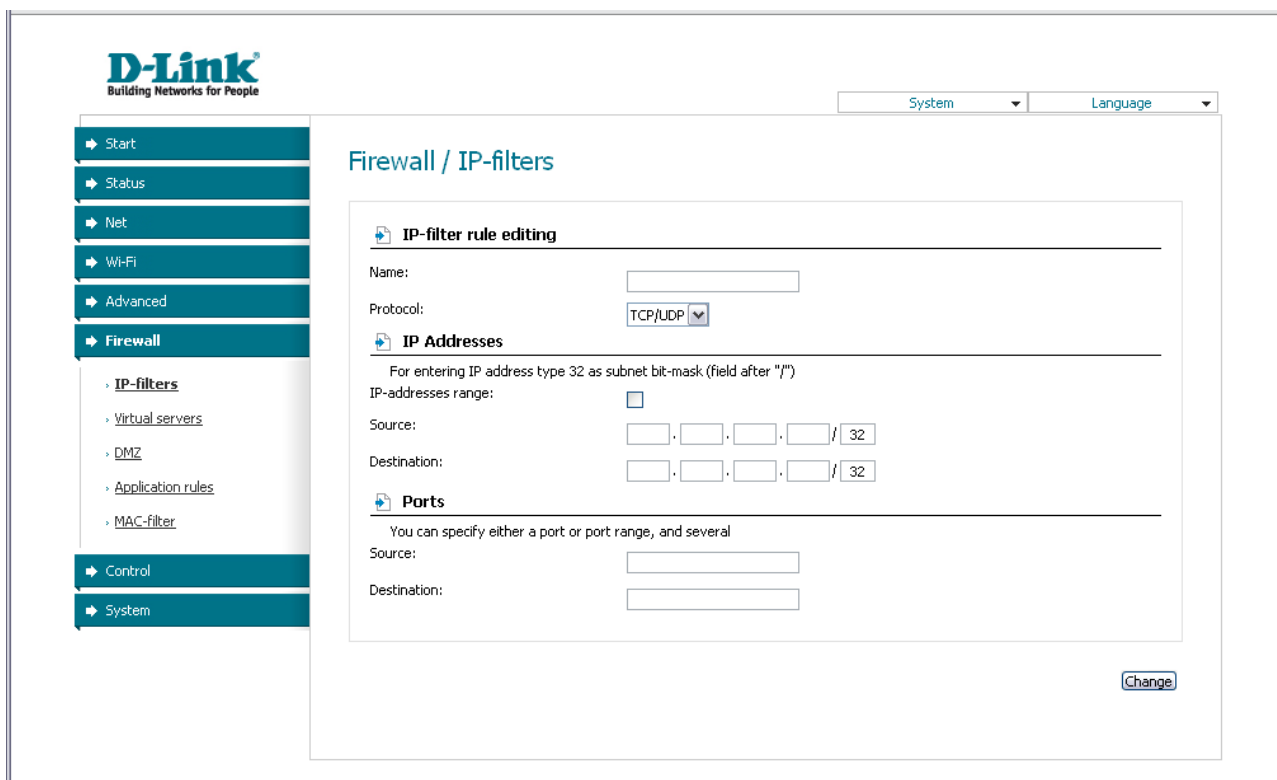 D-Link
Building Networks for People
System
Language
Start
Status
Net
Wi-Fi
Advanced
Firewall
IP-filters
Virtual servers
DMZ
Application rules
MAC-filter
Control
System
Firewall / IP-filters
IP-filter rule editing
Name:
Protocol: TCP/UDP
IP Addresses
For entering IP address type 32 as subnet bit-mask (field after "/")
IP-addresses range:
Source: . . . / 32
Destination: . . . / 32
Ports
You can specify either a port or port range, and several
Source:
Destination:
Change